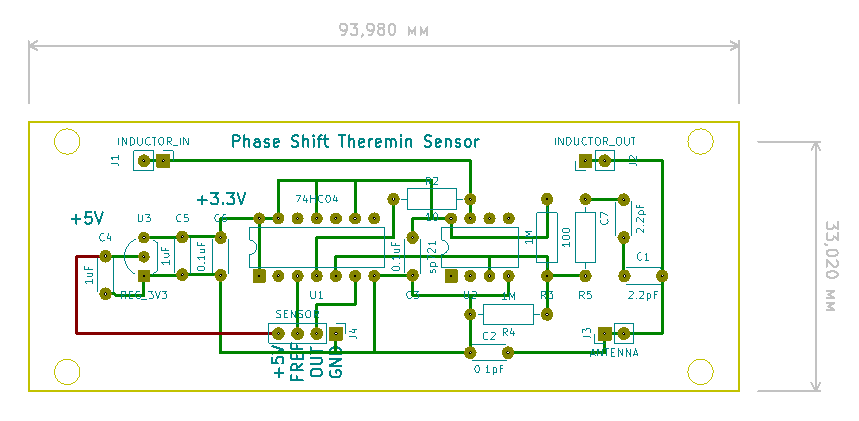 93,980 мм
INDUCTOR_IN
Phase Shift Theremin Sensor
INDUCTOR_OUT
J1
J2
R2
+3.3V
74HC04
10
+5V
U3
C5
C6
C7
2.2pF
C4
1uF
1uF
0.1uF
0.1uF
1M
100
C1
33,020 мм
REG_3V3
U1
C3
U2
1M
R3
R5
2.2pF
SENSOR
J4
R4
J3
C2
ANTENNA
0.1pF
+5V
FREF
OUT
GND